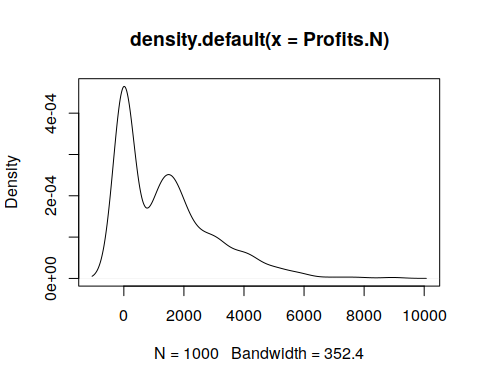 density.default(x = Profits.N)
Density
0e+00
2e-04
4e-04
0
2000
4000
6000
8000
10000
N = 1000 Bandwidth = 352.4